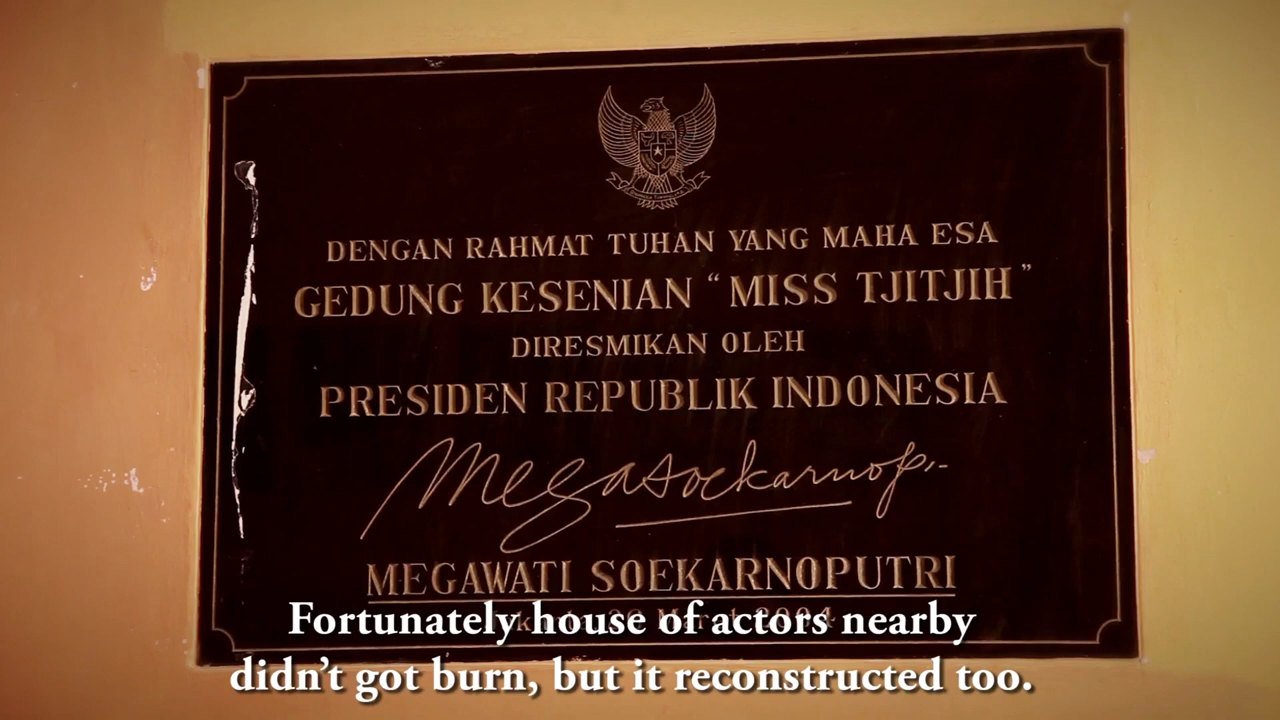 DENGAN RAHMAT TUHAN YANG MAHA ESA
GEDUNG KESENIAN “MISS TJITJIH”
DIRESMIKAN OLEH
PRESIDEN REPUBLIK INDONESIA
Megasoekarnop.-
MEGAWATI SOEKARNOPUTRI
Fortunately house of actors nearby
didn’t got burn, but it reconstructed too.